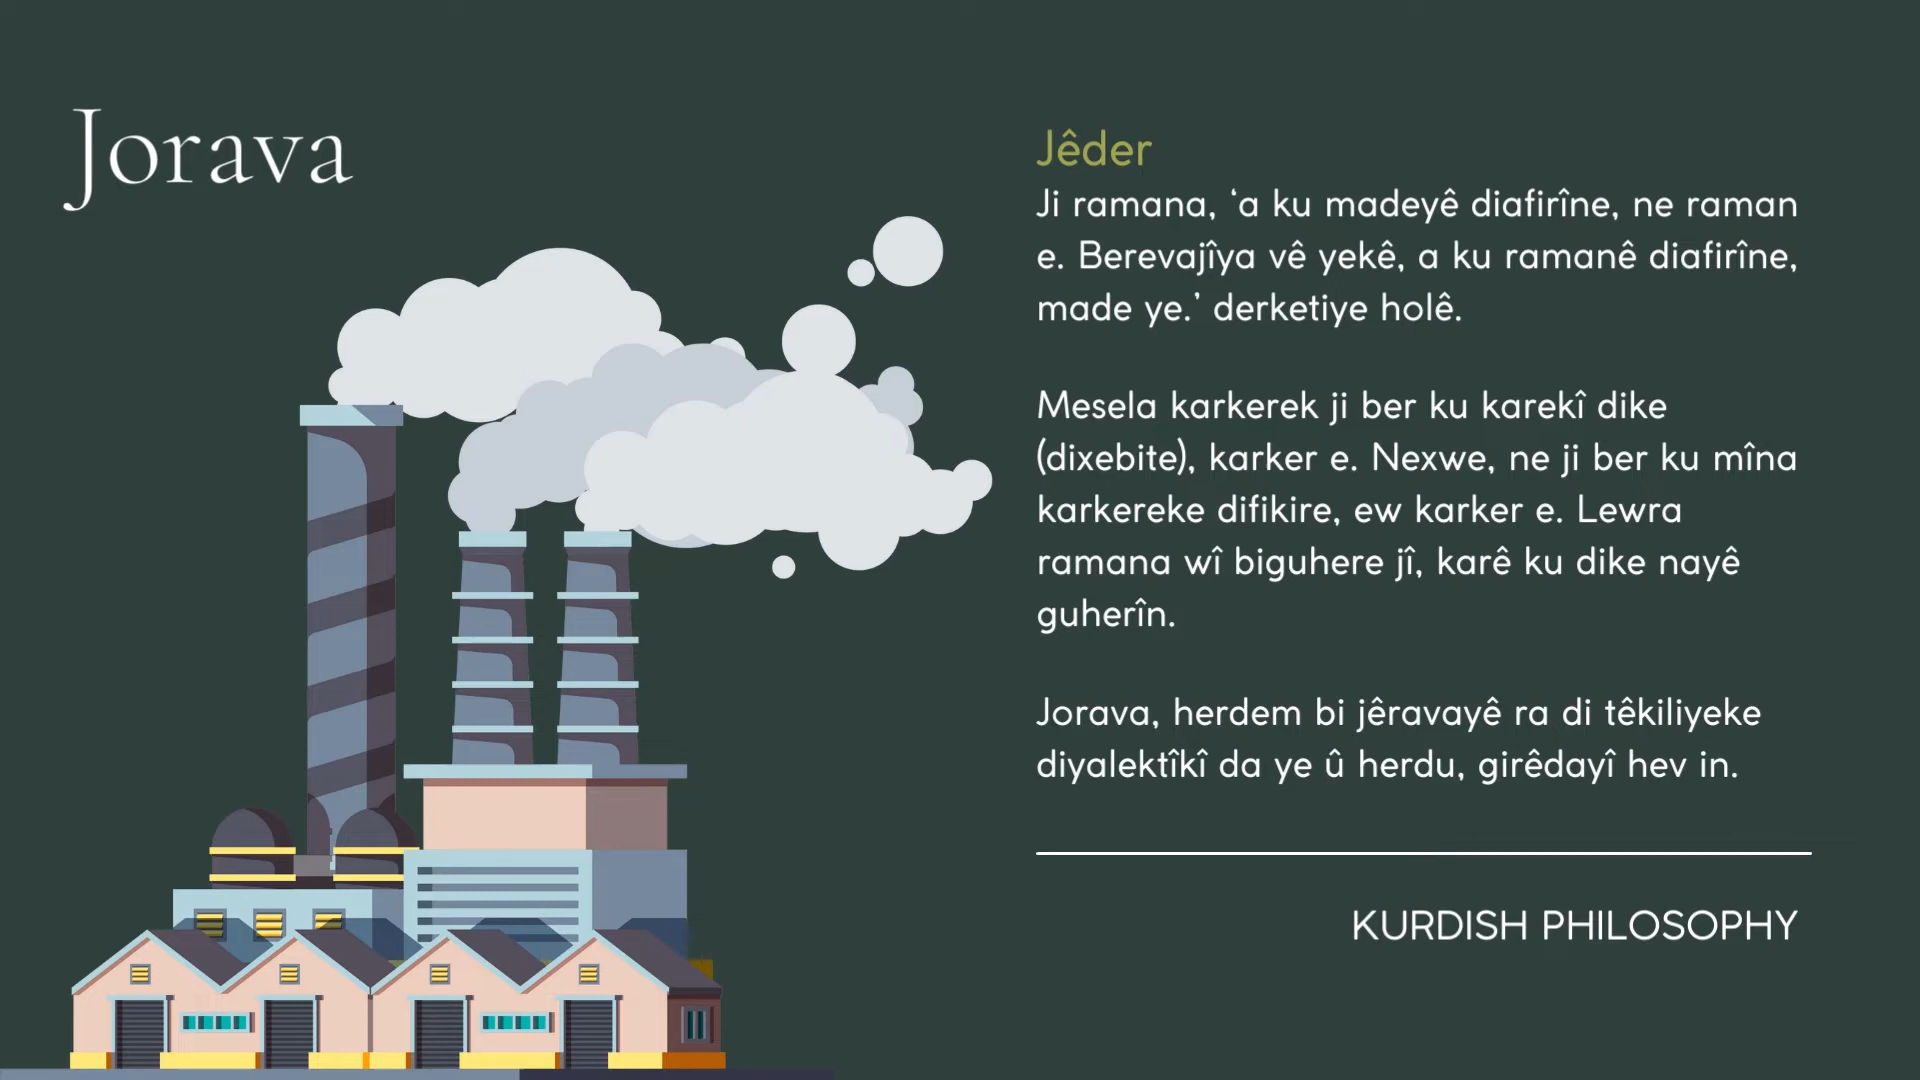 Jorava
Jêder
Ji ramana, ‘a ku madeyê diafirîne, ne raman
e. Berevajîya vê yekê, a ku ramanê diafirîne,
made ye.’ derketiye holê.
Mesela karkerek ji ber ku karekî dike
(dixebite), karker e. Nexwe, ne ji ber ku mîna
karkereke difikire, ew karker e. Lewra
ramana wî biguhere jî, karê ku dike nayê
guherîn.
Jorava, herdem bi jêravayê ra di têkiliyeke
diyalektîkî da ye û herdu, girêdayî hev in.
KURDISH PHILOSOPHY